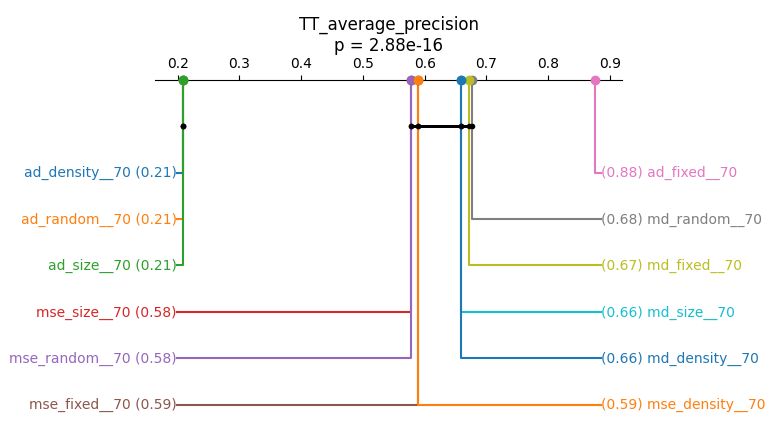 TT_average_precision
p = 2.88e-16
0.2 0.3 0.4 0.5 0.6 0.7 0.8 0.9
ad_density__70 (0.21) (0.88) ad_fixed__70
ad_random__70 (0.21) (0.68) md_random__70
ad_size__70 (0.21) (0.67) md_fixed__70
mse_size__70 (0.58) (0.66) md_size__70
mse_random__70 (0.58) (0.66) md_density__70
mse_fixed__70 (0.59) (0.59) mse_density__70